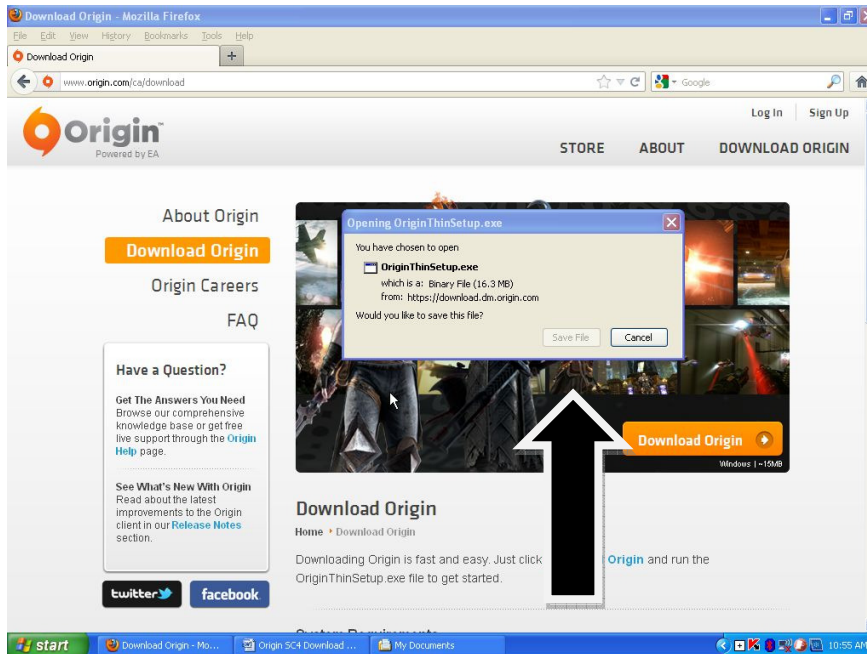 Download Origin - Mozilla Firefox
File Edit View History Bookmarks Tools Help
Download Origin
www.origin.com/ca/download
Google
Log In Sign Up
Origin
Powered by EA
STORE ABOUT DOWNLOAD ORIGIN
About Origin
Download Origin
Origin Careers
FAQ
Have a Question?
Get The Answers You Need
Browse our comprehensive
knowledge base or get free
live support through the Origin
Help page.
See What's New With Origin
Read about the latest
improvements to the Origin
client in our Release Notes
section.
twitter
facebook
Opening OriginThinSetup.exe
You have chosen to open
OriginThinSetup.exe
which is a: Binary File (16.3 MB)
from: https://download.dm.origin.com
Would you like to save this file?
Save File Cancel
Download Origin
Windows | ~15MB
Download Origin
Home • Download Origin
Downloading Origin is fast and easy. Just click Origin and run the
OriginThinSetup.exe file to get started.
start
Download Origin - Mo...
Origin SC4 Download ...
My Documents
10:55 AM